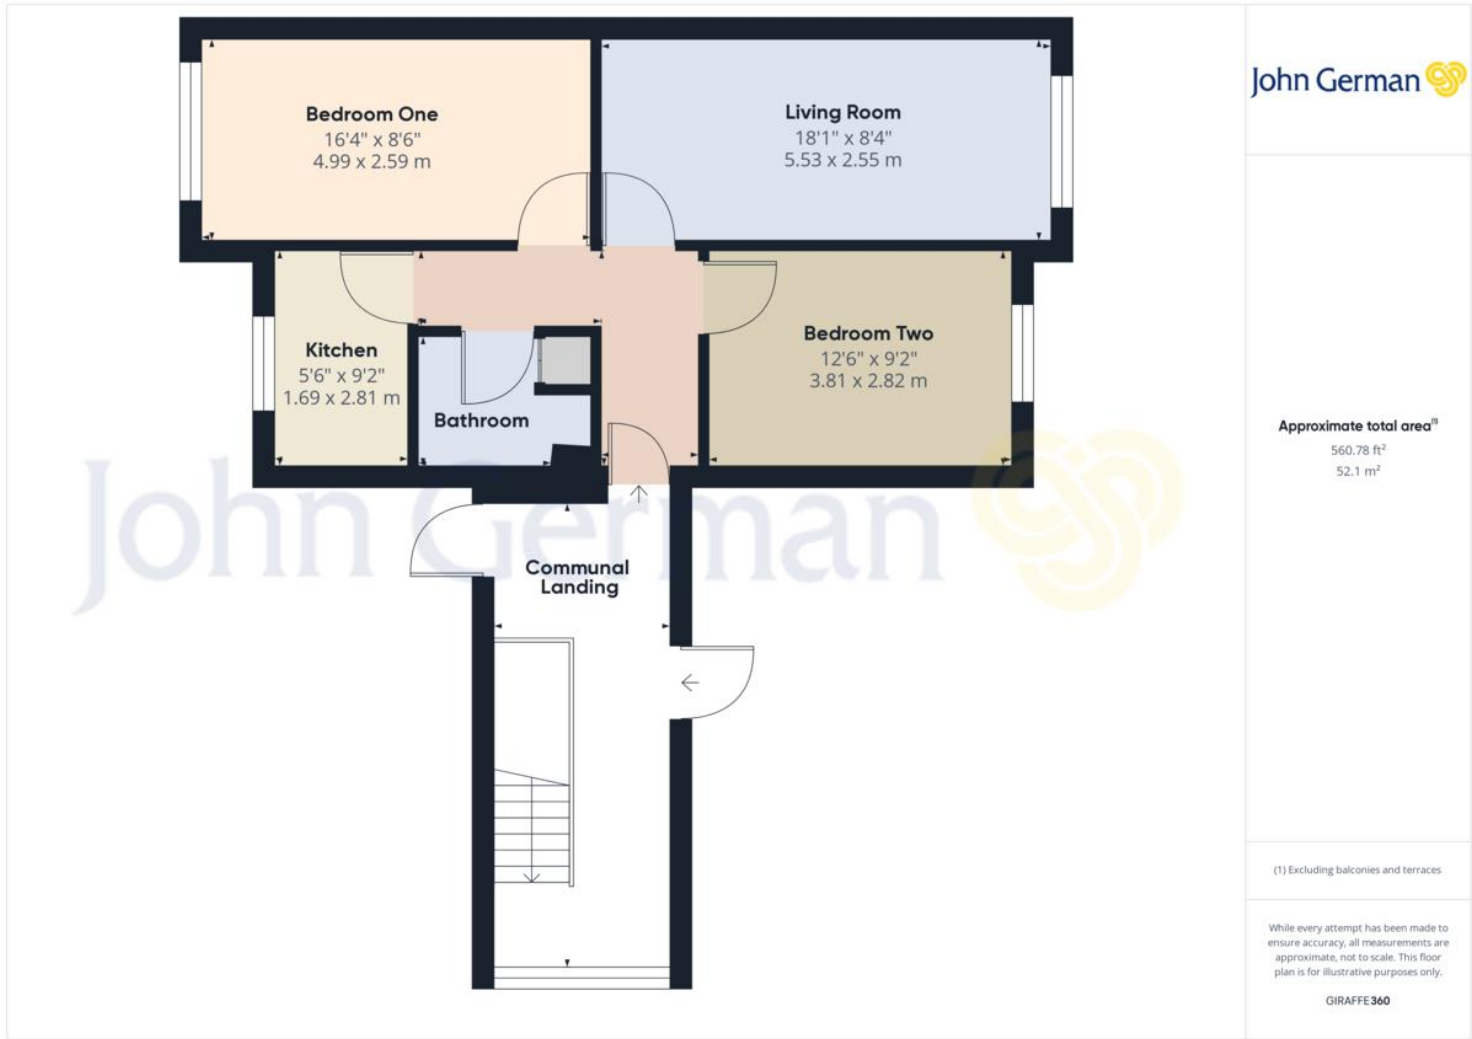 Bedroom One
16'4" x 8'6"
4.99 x 2.59 m
Living Room
18'1" x 8'4"
5.53 x 2.55 m
Kitchen
5'6" x 9'2"
1.69 x 2.81 m
Bathroom
Bedroom Two
12'6" x 9'2"
3.81 x 2.82 m
Communal
Landing
John German
John German
Approximate total area(1)
560.78 ft²
52.1 m²
(1) Excluding balconies and terraces
While every attempt has been made to
ensure accuracy, all measurements are
approximate, not to scale. This floor
plan is for illustrative purposes only.
GIRAFFE360